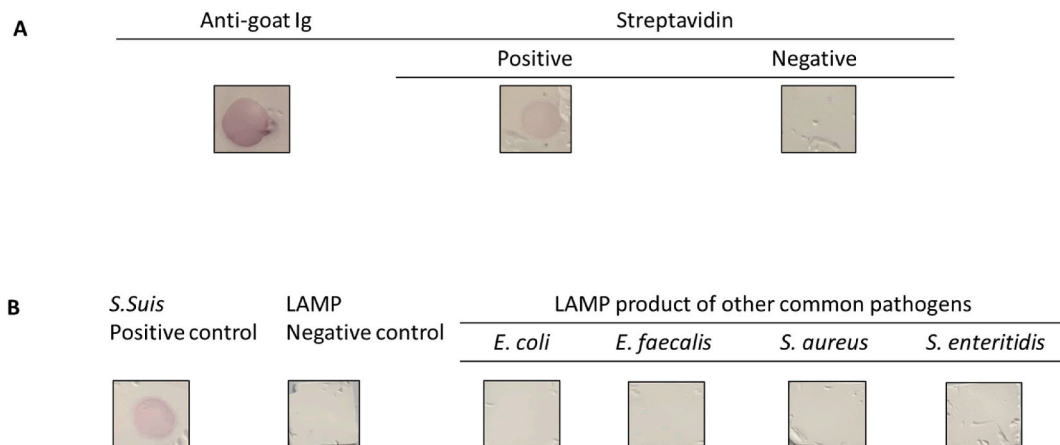 A
Anti-goat Ig
Streptavidin
Positive
Negative
B
S.Suis
Positive control
LAMP
Negative control
LAMP product of other common pathogens
E. coli
E. faecalis
S. aureus
S. enteritidis